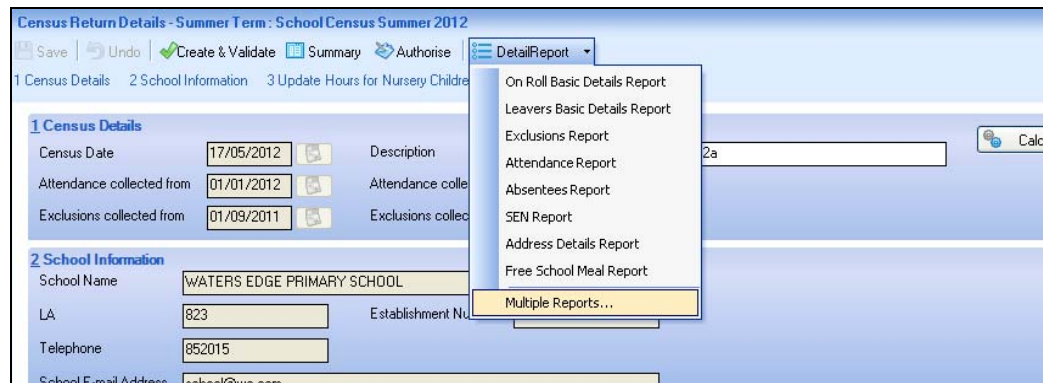 Census Return Details - Summer Term : School Census Summer 2012
Save Undo Create & Validate Summary Authorise DetailReport
1 Census Details 2 School Information 3 Update Hours for Nursery Childre
On Roll Basic Details Report
Leavers Basic Details Report
Exclusions Report
Attendance Report
Absentees Report
SEN Report
Address Details Report
Free School Meal Report
Multiple Reports...
1 Census Details
Census Date 17/05/2012 Description 2a Calc
Attendance collected from 01/01/2012 Attendance colle
Exclusions collected from 01/09/2011 Exclusions collec
2 School Information
School Name WATERS EDGE PRIMARY SCHOOL
LA 823 Establishment Nu
Telephone 852015
School E-mail Address